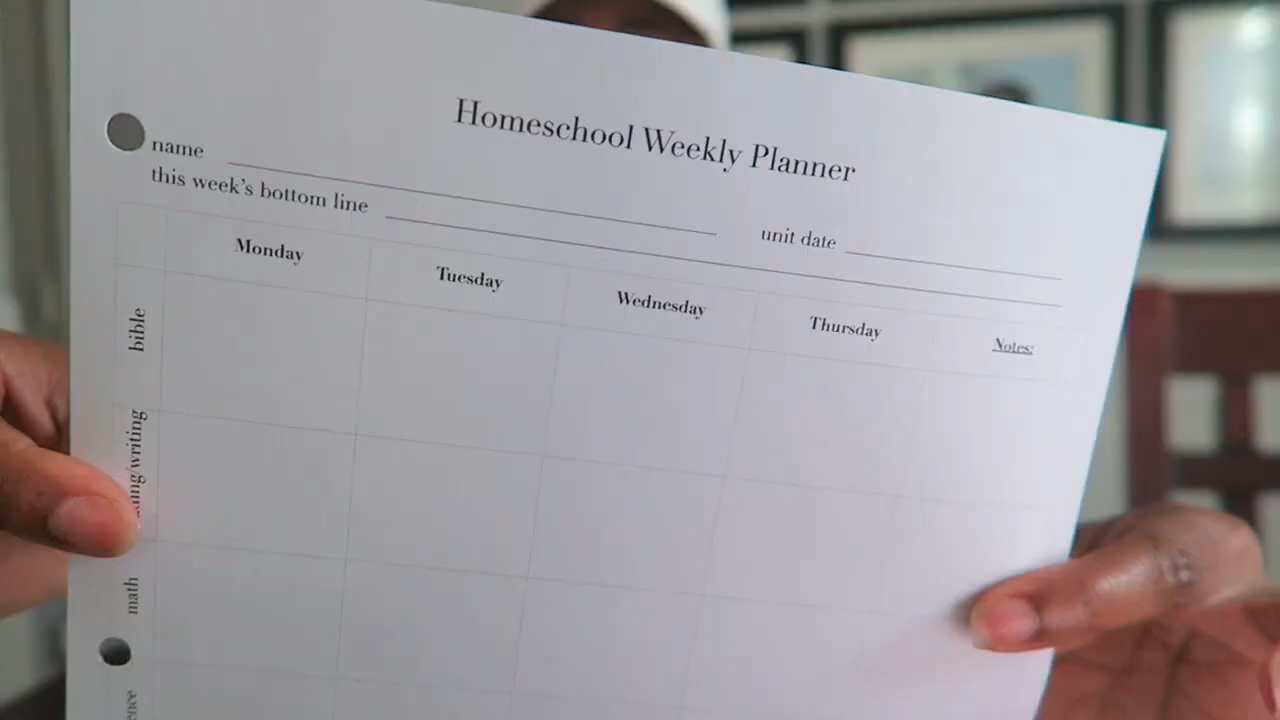 Homeschool Weekly Planner
name
this week's bottom line
unit date
Monday Tuesday Wednesday Thursday Notes:
bible
math